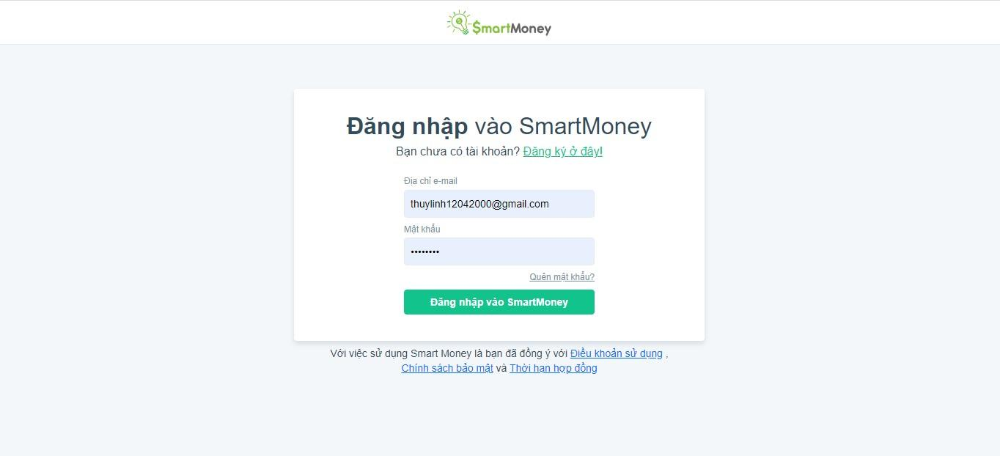 SmartMoney
Đăng nhập vào SmartMoney
Bạn chưa có tài khoản? Đăng ký ở đây!
Địa chỉ e-mail
thuylinh12042000@gmail.com
Mật khẩu
••••••••
Quên mật khẩu?
Đăng nhập vào SmartMoney
Với việc sử dụng Smart Money là bạn đã đồng ý với Điều khoản sử dụng ,
Chính sách bảo mật và Thời hạn hợp đồng